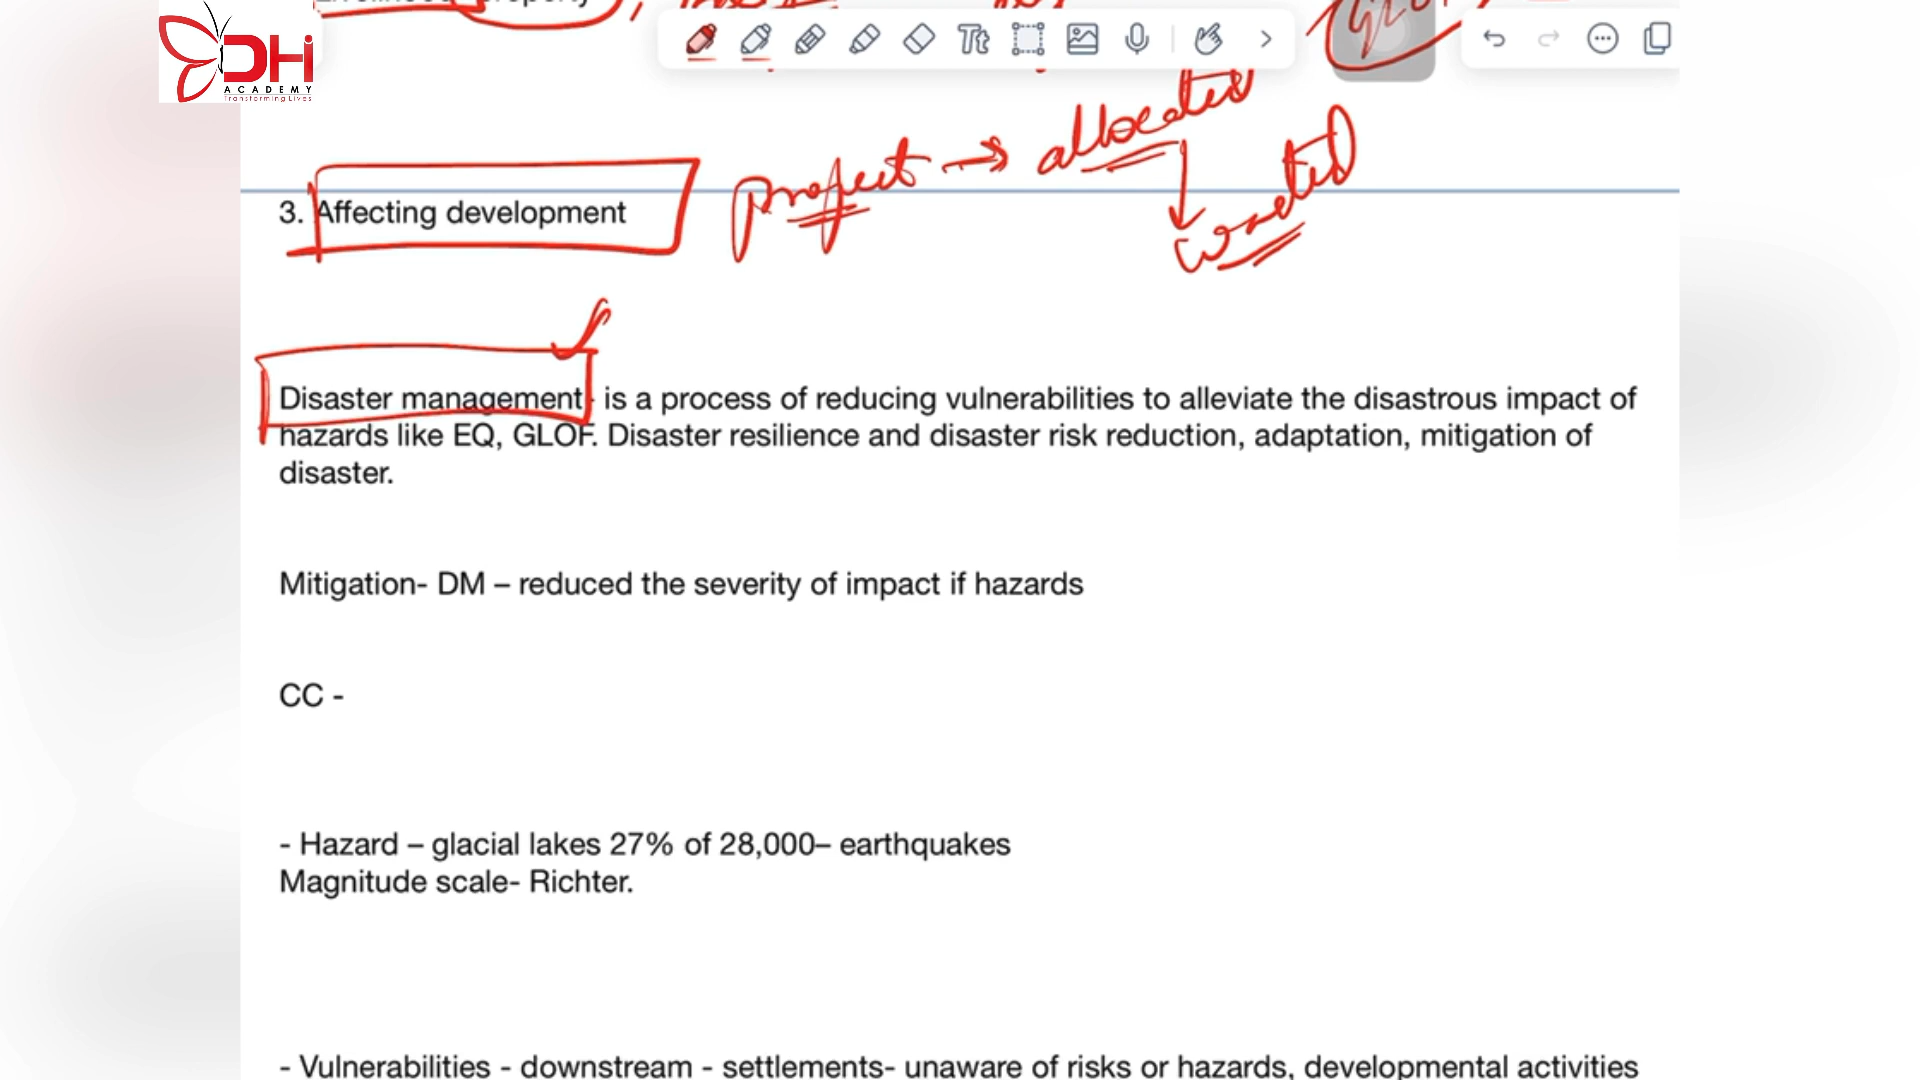 DHi
ACADEMY
Transforming Lives
Tt
project → allocated
wasted
3. Affecting development
Disaster management- is a process of reducing vulnerabilities to alleviate the disastrous impact of
hazards like EQ, GLOF. Disaster resilience and disaster risk reduction, adaptation, mitigation of
disaster.
Mitigation- DM – reduced the severity of impact if hazards
CC -
- Hazard – glacial lakes 27% of 28,000– earthquakes
Magnitude scale- Richter.
- Vulnerabilities - downstream - settlements- unaware of risks or hazards, developmental activities